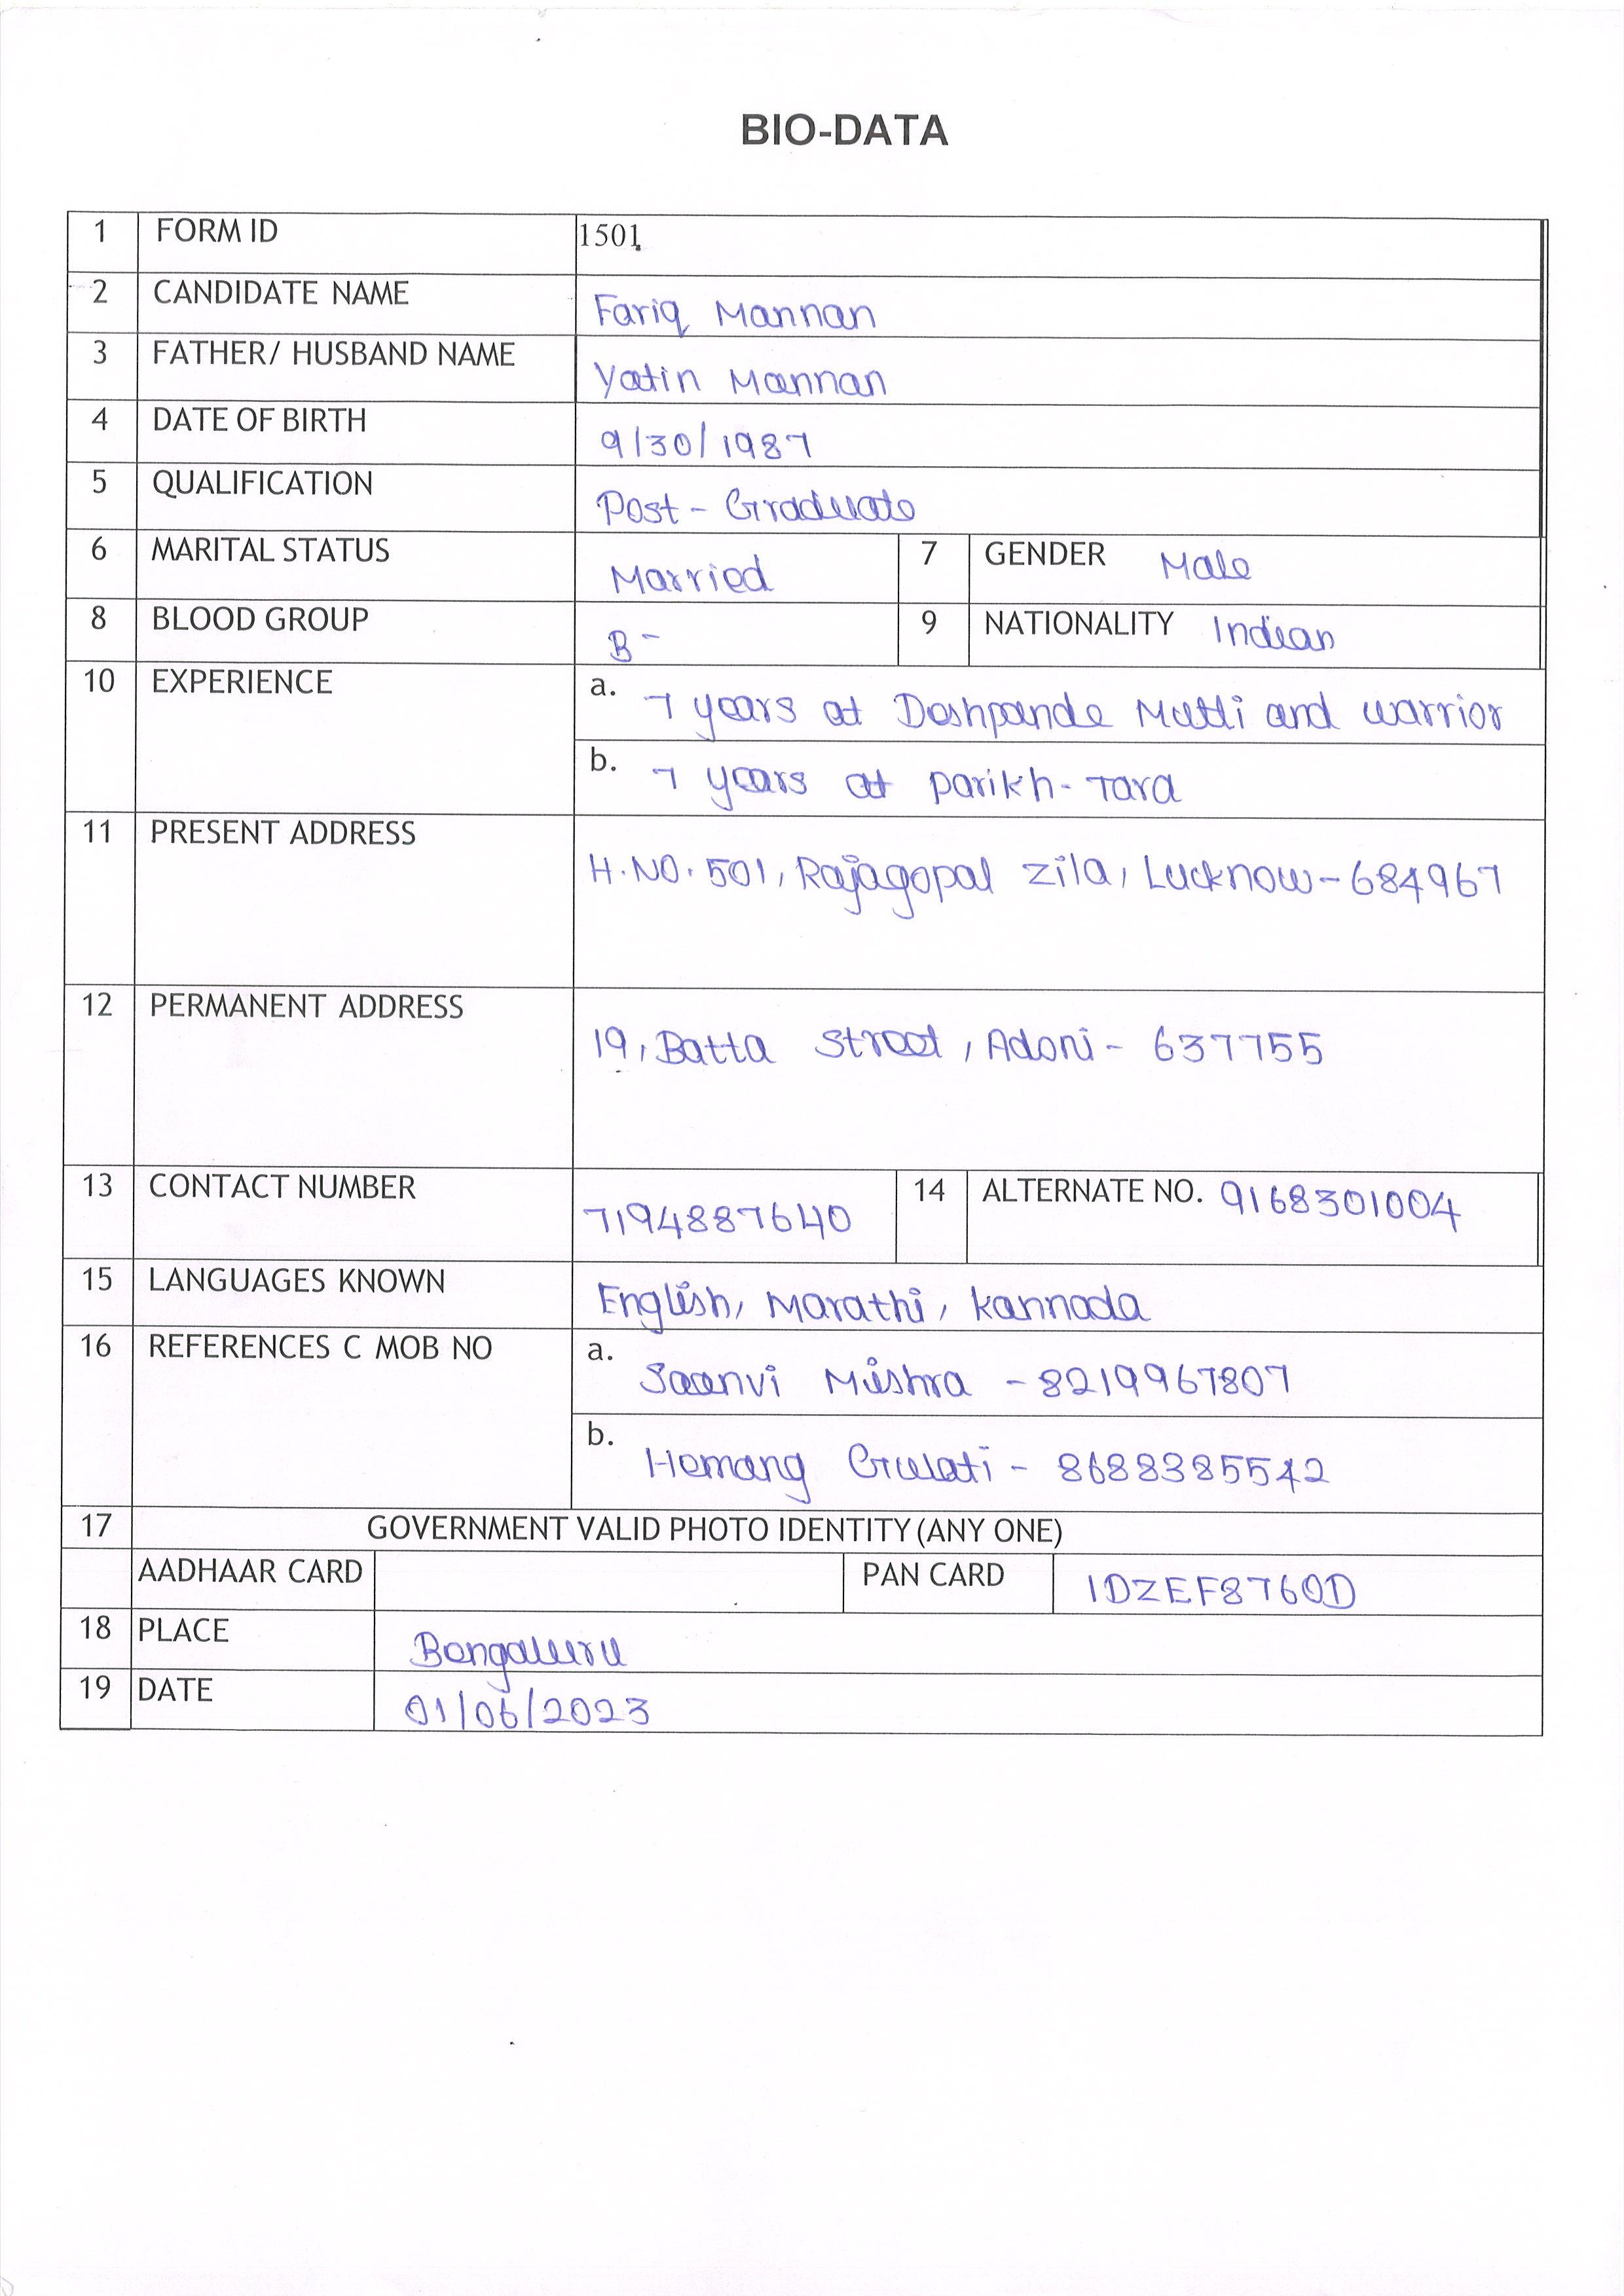 BIO-DATA
1 FORM ID 1501
2 CANDIDATE NAME Fariq Mannan
3 FATHER/ HUSBAND NAME Yatin Mannan
4 DATE OF BIRTH 9/30/1987
5 QUALIFICATION Post - Graduate
6 MARITAL STATUS Married 7 GENDER Male
8 BLOOD GROUP B- 9 NATIONALITY Indian
10 EXPERIENCE a. 7 years at Deshpande Mutti and warrior
b. 7 years at parikh-Tara
11 PRESENT ADDRESS H.NO. 501, Rajagopal Zila, Lucknow-684967
12 PERMANENT ADDRESS 19, Batta Street, Adoni - 637755
13 CONTACT NUMBER 7194887640 14 ALTERNATE NO. 9168301004
15 LANGUAGES KNOWN English, Marathi, kannada
16 REFERENCES C MOB NO a. Saanvi Mishra - 8219967807
b. Hemang Gulati - 8688385542
17 GOVERNMENT VALID PHOTO IDENTITY (ANY ONE)
AADHAAR CARD PAN CARD IDZEF8760D
18 PLACE Bengaluru
19 DATE 01/06/2023